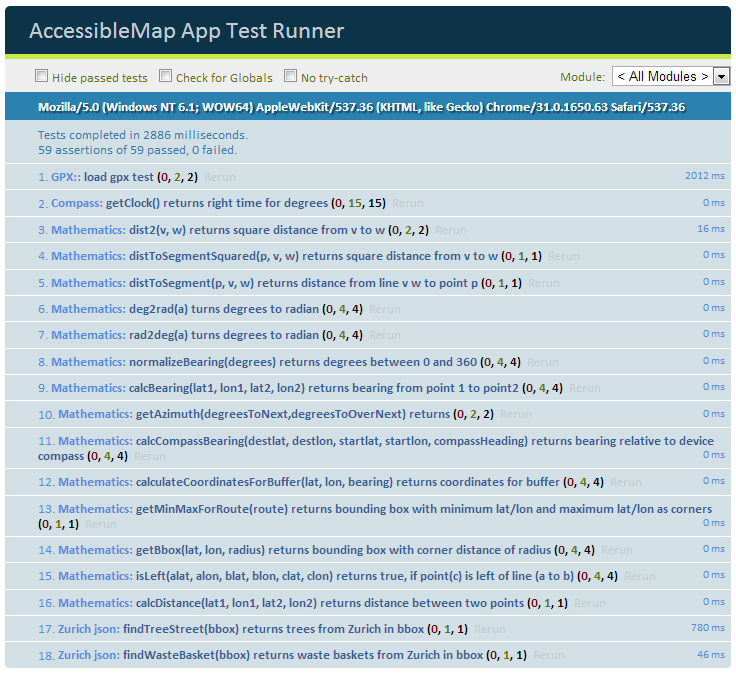 AccessibleMap App Test Runner
Hide passed tests Check for Globals No try-catch Module: < All Modules >
Mozilla/5.0 (Windows NT 6.1; WOW64) AppleWebKit/537.36 (KHTML, like Gecko) Chrome/31.0.1650.63 Safari/537.36
Tests completed in 2886 milliseconds.
59 assertions of 59 passed, 0 failed.
1. GPX:: load gpx test (0, 2, 2) Rerun 2012 ms
2. Compass: getClock() returns right time for degrees (0, 15, 15) Rerun 0 ms
3. Mathematics: dist2(v, w) returns square distance from v to w (0, 2, 2) Rerun 16 ms
4. Mathematics: distToSegmentSquared(p, v, w) returns square distance from v to w (0, 1, 1) Rerun 0 ms
5. Mathematics: distToSegment(p, v, w) returns distance from line v w to point p (0, 1, 1) Rerun 0 ms
6. Mathematics: deg2rad(a) turns degrees to radian (0, 4, 4) Rerun 0 ms
7. Mathematics: rad2deg(a) turns degrees to radian (0, 4, 4) Rerun 0 ms
8. Mathematics: normalizeBearing(degrees) returns degrees between 0 and 360 (0, 4, 4) Rerun 0 ms
9. Mathematics: calcBearing(lat1, lon1, lat2, lon2) returns bearing from point 1 to point2 (0, 4, 4) Rerun 0 ms
10. Mathematics: getAzimuth(degreesToNext,degreesToOverNext) returns (0, 2, 2) Rerun 0 ms
11. Mathematics: calcCompassBearing(destlat, destlon, startlat, startlon, compassHeading) returns bearing relative to device
compass (0, 4, 4) Rerun 0 ms
12. Mathematics: calculateCoordinatesForBuffer(lat, lon, bearing) returns coordinates for buffer (0, 4, 4) Rerun 0 ms
13. Mathematics: getMinMaxForRoute(route) returns bounding box with minimum lat/lon and maximum lat/lon as corners
(0, 1, 1) Rerun 0 ms
14. Mathematics: getBbox(lat, lon, radius) returns bounding box with corner distance of radius (0, 4, 4) Rerun 0 ms
15. Mathematics: isLeft(alat, alon, blat, blon, clat, clon) returns true, if point(c) is left of line (a to b) (0, 4, 4) Rerun 0 ms
16. Mathematics: calcDistance(lat1, lon1, lat2, lon2) returns distance between two points (0, 1, 1) Rerun 0 ms
17. Zurich json: findTreeStreet(bbox) returns trees from Zurich in bbox (0, 1, 1) Rerun 780 ms
18. Zurich json: findWasteBasket(bbox) returns waste baskets from Zurich in bbox (0, 1, 1) Rerun 46 ms